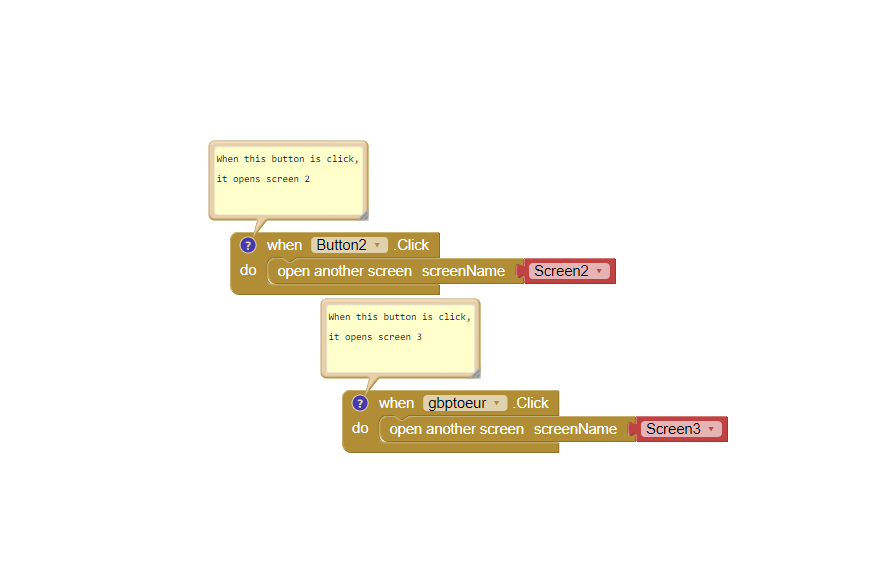 When this button is click,
it opens screen 2
? when Button2 .Click
do open another screen screenName Screen2
When this button is click,
it opens screen 3
? when gbptoeur .Click
do open another screen screenName Screen3